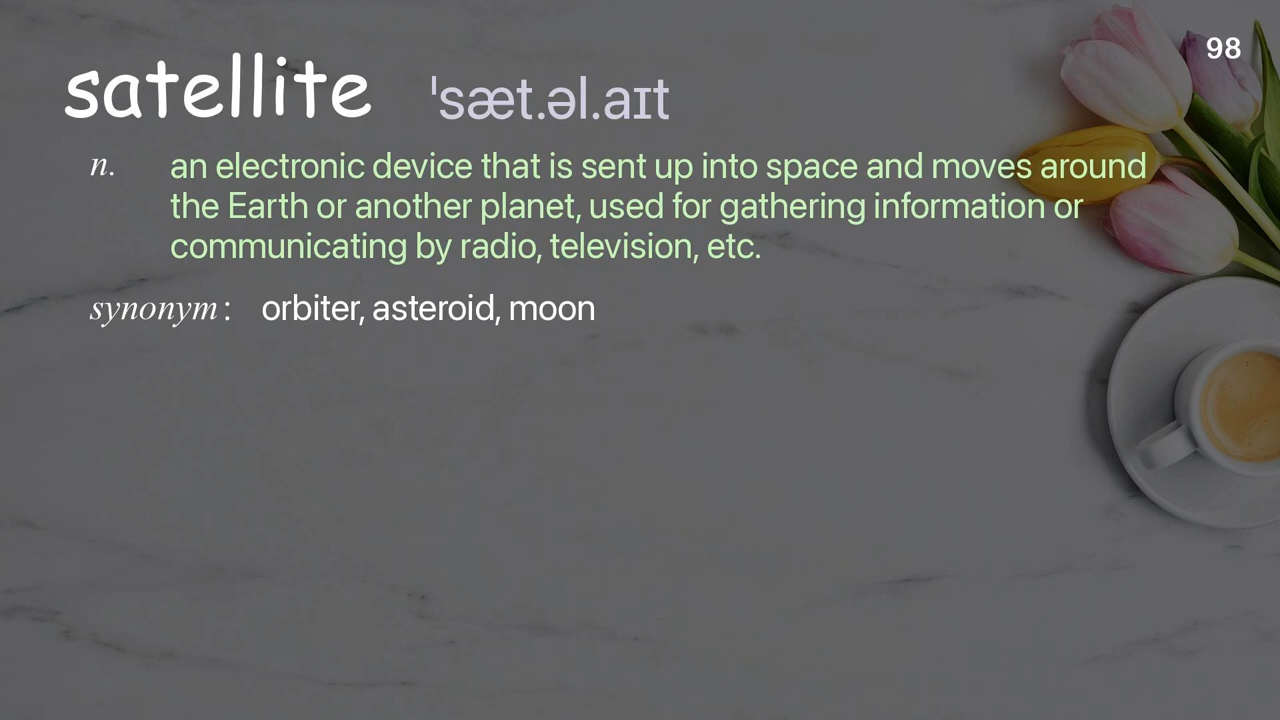 98
satellite ˈsæt.əl.aɪt
n. an electronic device that is sent up into space and moves around
the Earth or another planet, used for gathering information or
communicating by radio, television, etc.
synonym : orbiter, asteroid, moon